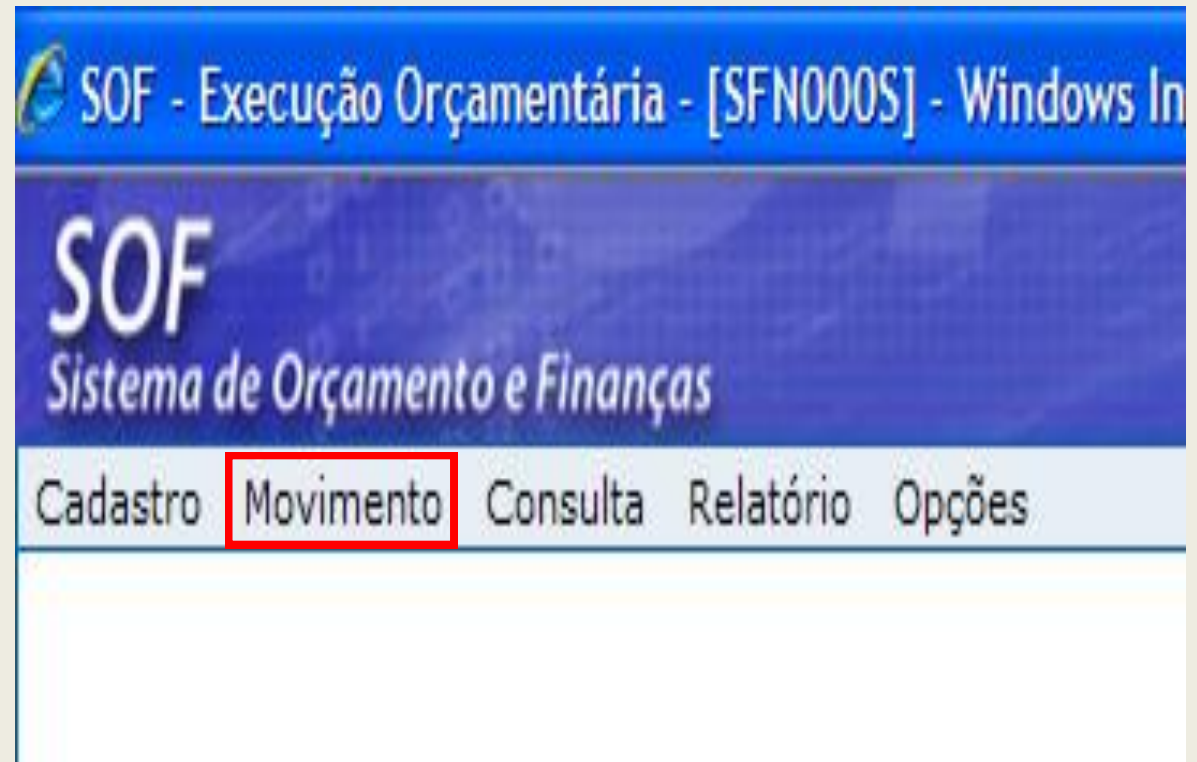 SOF - Execução Orçamentária - [SFN000S] - Windows In
SOF
Sistema de Orçamento e Finanças
Cadastro Movimento Consulta Relatório Opções